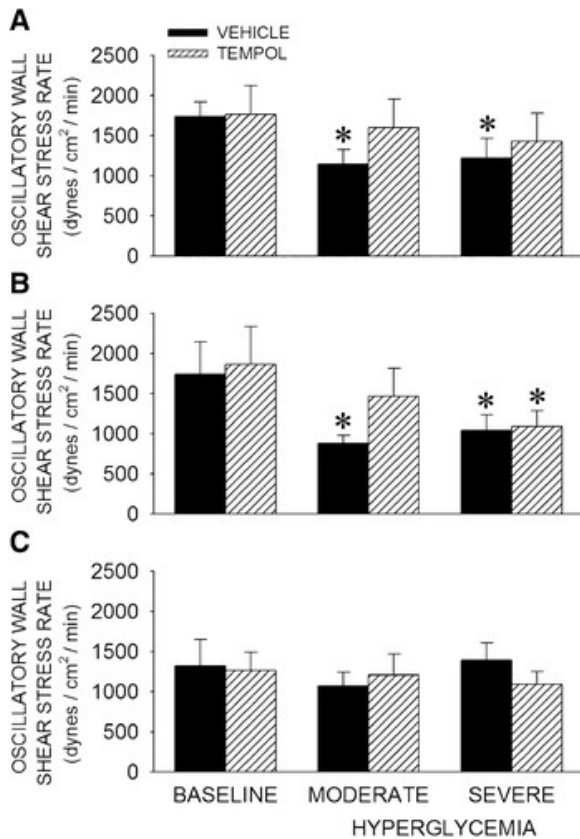 A
VEHICLE
TEMPOL
OSCILLATORY WALL
SHEAR STRESS RATE
(dynes / cm² / min)
2500
2000
1500
1000
500
0
*
*
B
OSCILLATORY WALL
SHEAR STRESS RATE
(dynes / cm² / min)
2500
2000
1500
1000
500
0
*
*
*
C
OSCILLATORY WALL
SHEAR STRESS RATE
(dynes / cm² / min)
2500
2000
1500
1000
500
0
BASELINE MODERATE SEVERE
HYPERGLYCEMIA